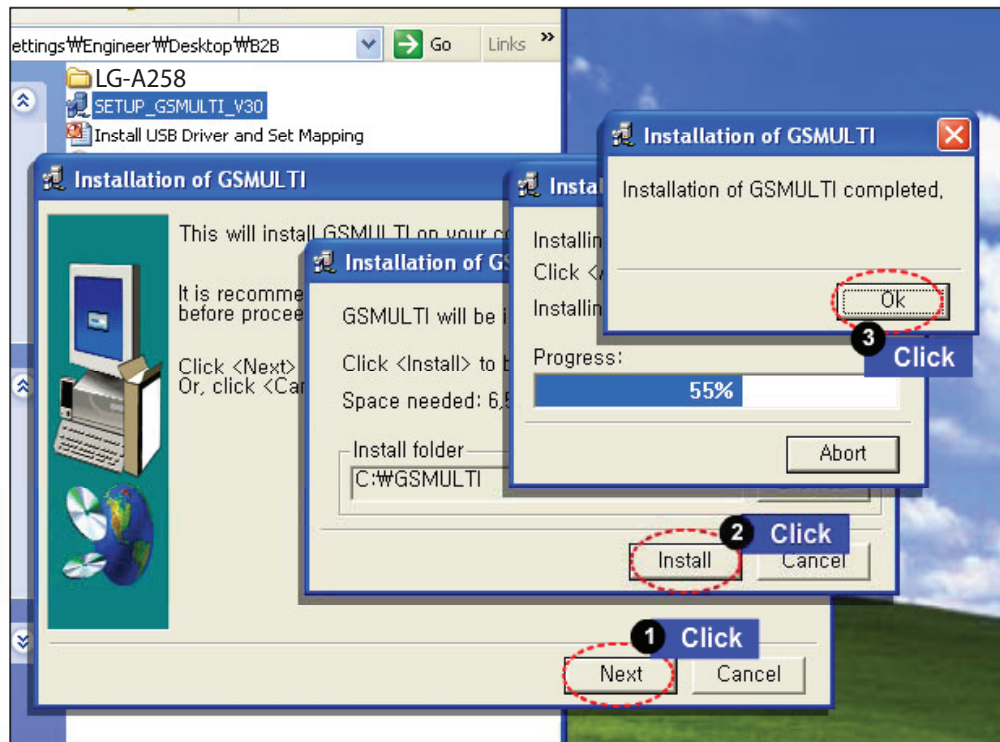 ettings₩Engineer₩Desktop₩B2B
Go
Links
»
LG-A258
SETUP_GSMULTI_V30
Install USB Driver and Set Mapping
Installation of GSMULTI
This will install GSMULTI on your co
It is recomme
before procee
Click <Next>
Or, click <Can
1 Click
Next
Cancel
Installation of GS
GSMULTI will be i
Click <Install> to b
Space needed: 6,5
Install folder
C:₩GSMULTI
2 Click
Install
Cancel
Insta
Installin
Click </
Installin
Progress:
55%
Abort
Installation of GSMULTI
Installation of GSMULTI completed,
Ok
3 Click